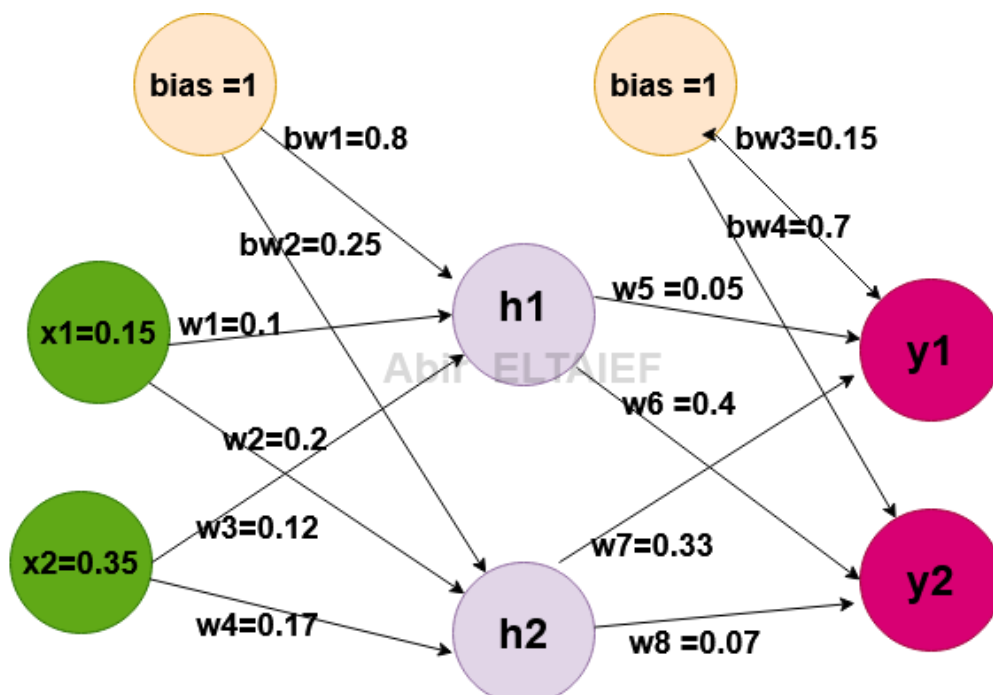 bias =1
bias =1
bw1=0.8
bw3=0.15
bw2=0.25
bw4=0.7
x1=0.15
w1=0.1
h1
w5 =0.05
y1
Abir ELTAIEF
w2=0.2
w6 =0.4
x2=0.35
w3=0.12
w7=0.33
y2
w4=0.17
h2
w8 =0.07